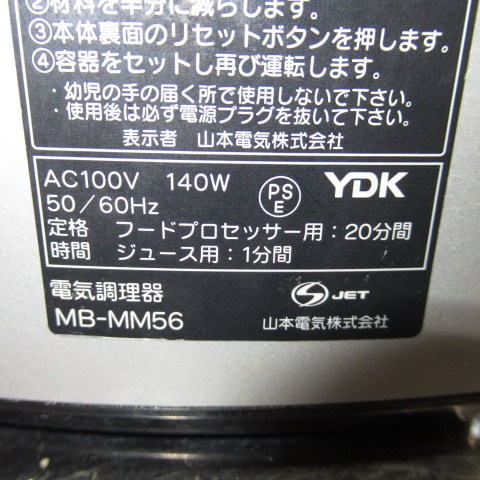 ②材料を半分に減らします。
③本体裏面のリセットボタンを押します。
④容器をセットし再び運転します。
・幼児の手の届く所で使用しないで下さい。
・使用後は必ず電源プラグを抜いて下さい。
表示者 山本電気株式会社
AC100V 140W
50/60Hz
PS
E
YDK
定格 フードプロセッサー用:20分間
時間 ジュース用:1分間
電気調理器
MB-MM56
S JET
山本電気株式会社